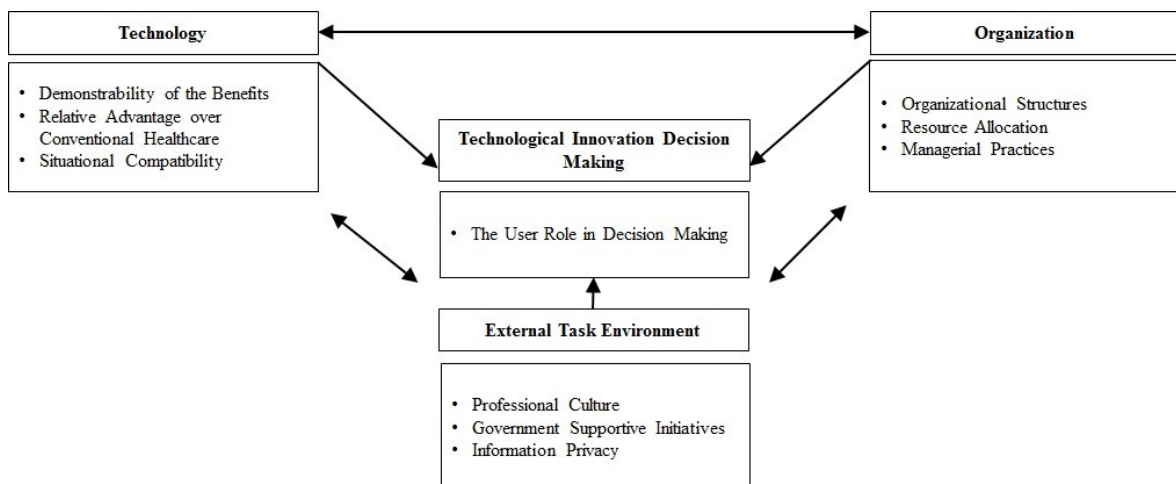 Technology
• Demonstrability of the Benefits
• Relative Advantage over
Conventional Healthcare
• Situational Compatibility
Organization
• Organizational Structures
• Resource Allocation
• Managerial Practices
Technological Innovation Decision
Making
• The User Role in Decision Making
External Task Environment
• Professional Culture
• Government Supportive Initiatives
• Information Privacy